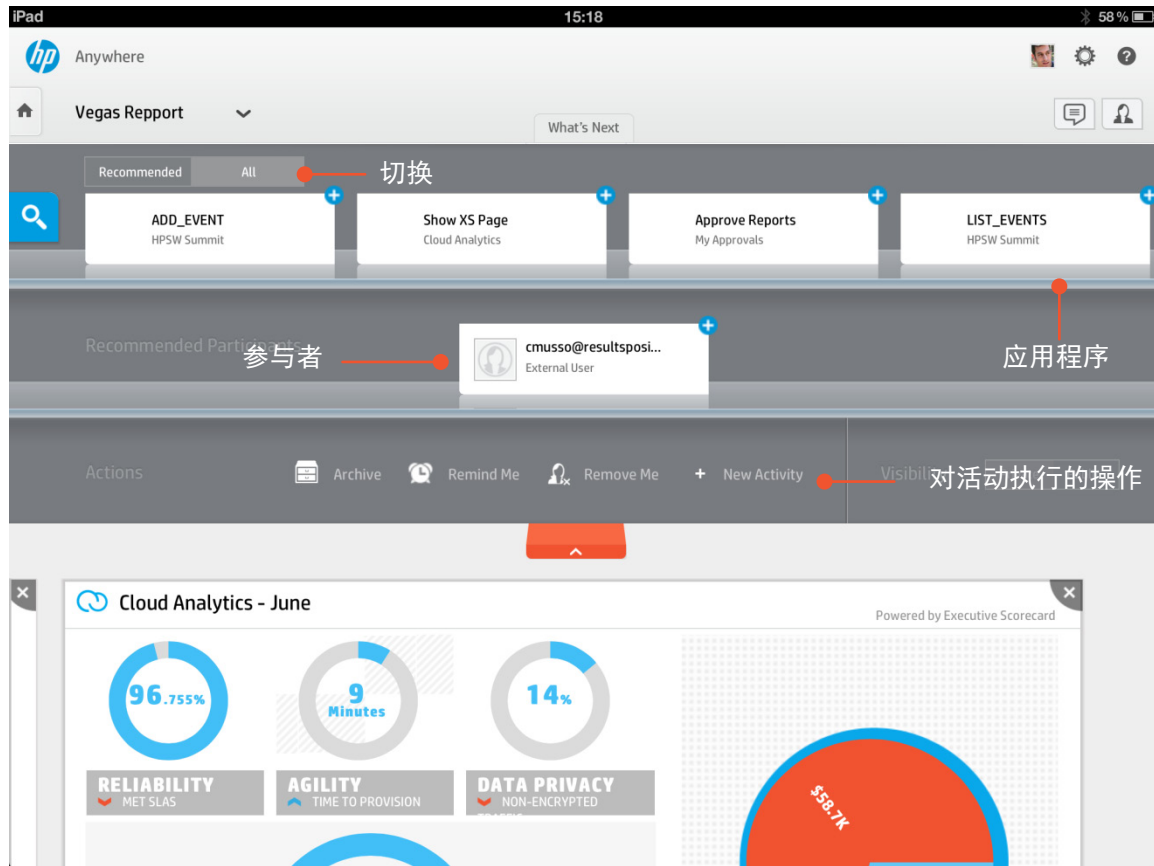 iPad 15:18 58 %
hp Anywhere
Vegas Repport
What's Next
Recommended All 切换
ADD_EVENT
HPSW Summit
Show XS Page
Cloud Analytics
Approve Reports
My Approvals
LIST_EVENTS
HPSW Summit
Recommended Participants
参与者
cmusso@resultsposi...
External User
应用程序
Actions Archive Remind Me Remove Me + New Activity
对活动执行的操作
Cloud Analytics - June
Powered by Executive Scorecard
96.755%
9
Minutes
14%
RELIABILITY
MET SLAS
AGILITY
TIME TO PROVISION
DATA PRIVACY
NON-ENCRYPTED
$58.7K